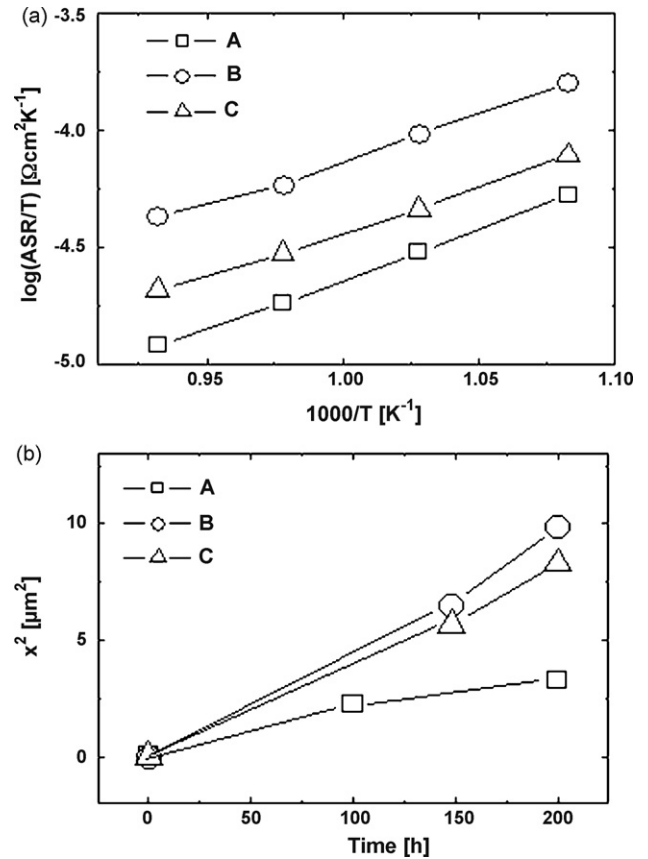 (a)
-3.5
-4.0
-4.5
-5.0
log(ASR/T) [Ωcm²K⁻¹]
A
B
C
0.95
1.00
1.05
1.10
1000/T [K⁻¹]
(b)
10
5
0
x² [µm²]
A
B
C
0
50
100
150
200
Time [h]